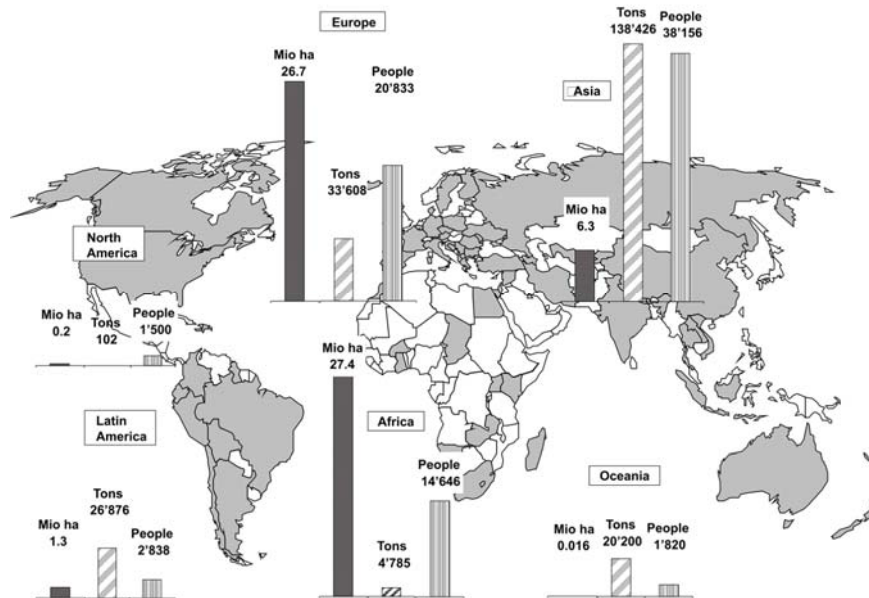 Europe
Mio ha
26.7
Tons
33'608
People
20'833
Asia
Mio ha
6.3
Tons
138'426
People
38'156
North
America
Mio ha
0.2
Tons
102
People
1'500
Latin
America
Mio ha
1.3
Tons
26'876
People
2'838
Africa
Mio ha
27.4
Tons
4'785
People
14'646
Oceania
Mio ha
0.016
Tons
20'200
People
1'820